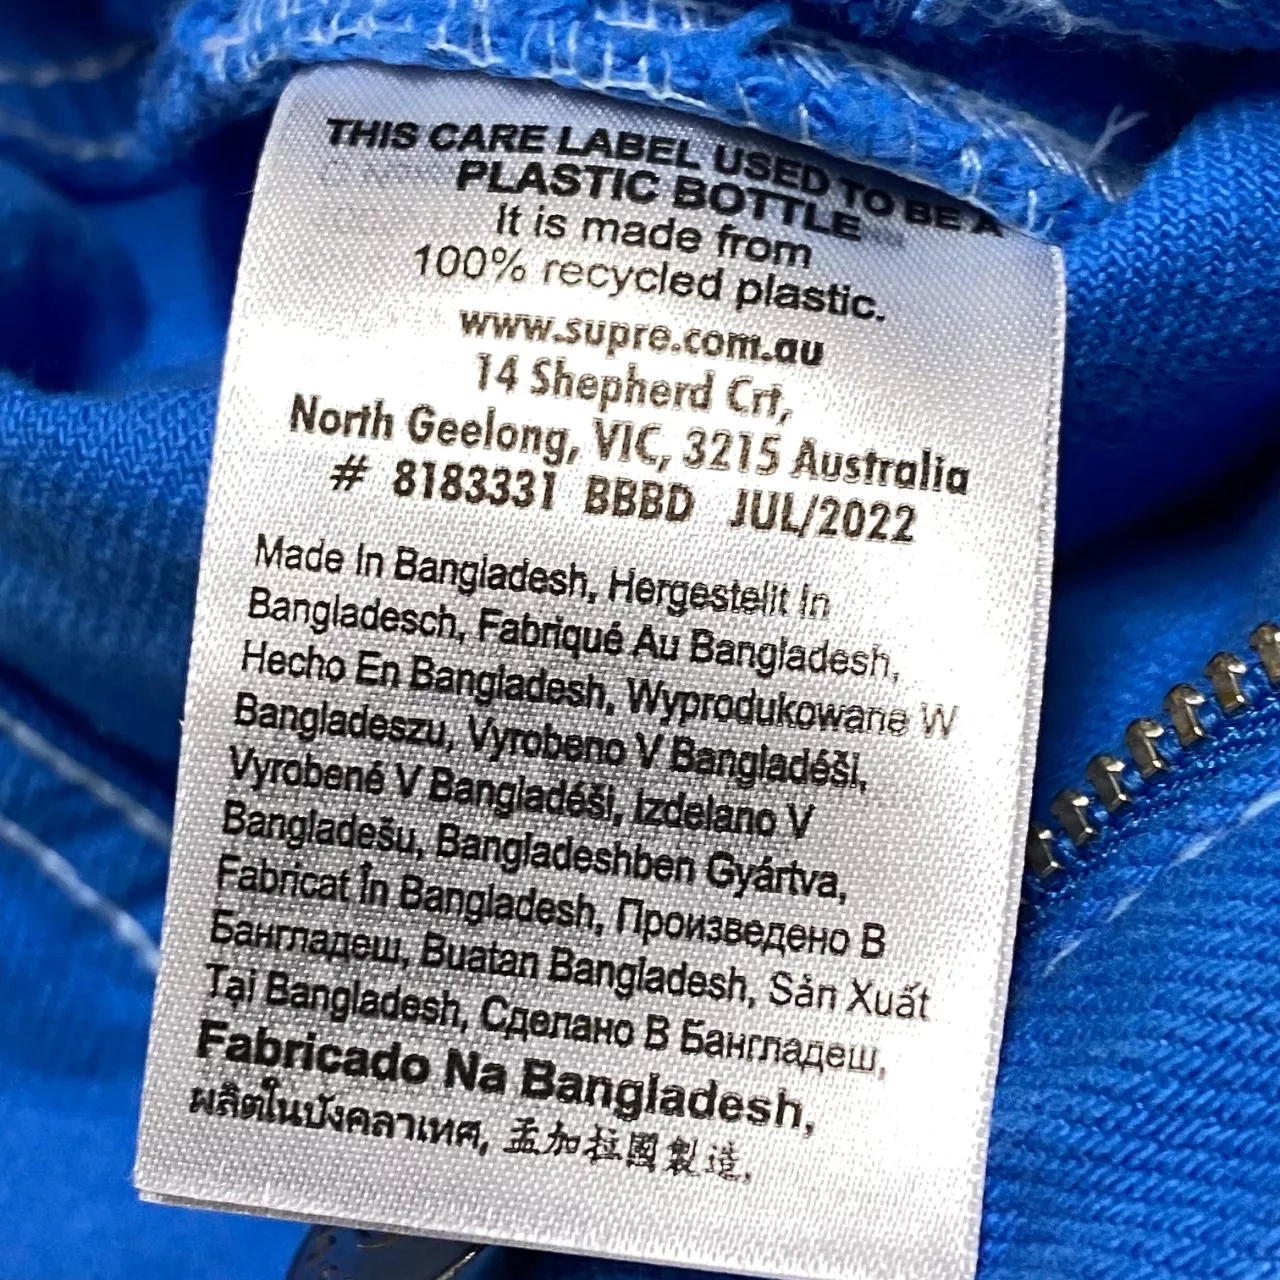 THIS CARE LABEL USED TO BE A
PLASTIC BOTTLE
It is made from
100% recycled plastic.
www.supre.com.au
14 Shepherd Crt,
North Geelong, VIC, 3215 Australia
# 8183331 BBBD JUL/2022
Made In Bangladesh, Hergestellt In
Bangladesch, Fabriqué Au Bangladesh,
Hecho En Bangladesh, Wyprodukowane W
Bangladeszu, Vyrobeno V Bangladéši,
Vyrobené V Bangladéši, Izdelano V
Bangladešu, Bangladeshben Gyártva,
Fabricat În Bangladesh, Произведено В
Бангладеш, Buatan Bangladesh, Sản Xuất
Tại Bangladesh, Сделано В Бангладеш,
Fabricado Na Bangladesh,
ผลิตในบังคลาเทศ, 孟加拉國製造.